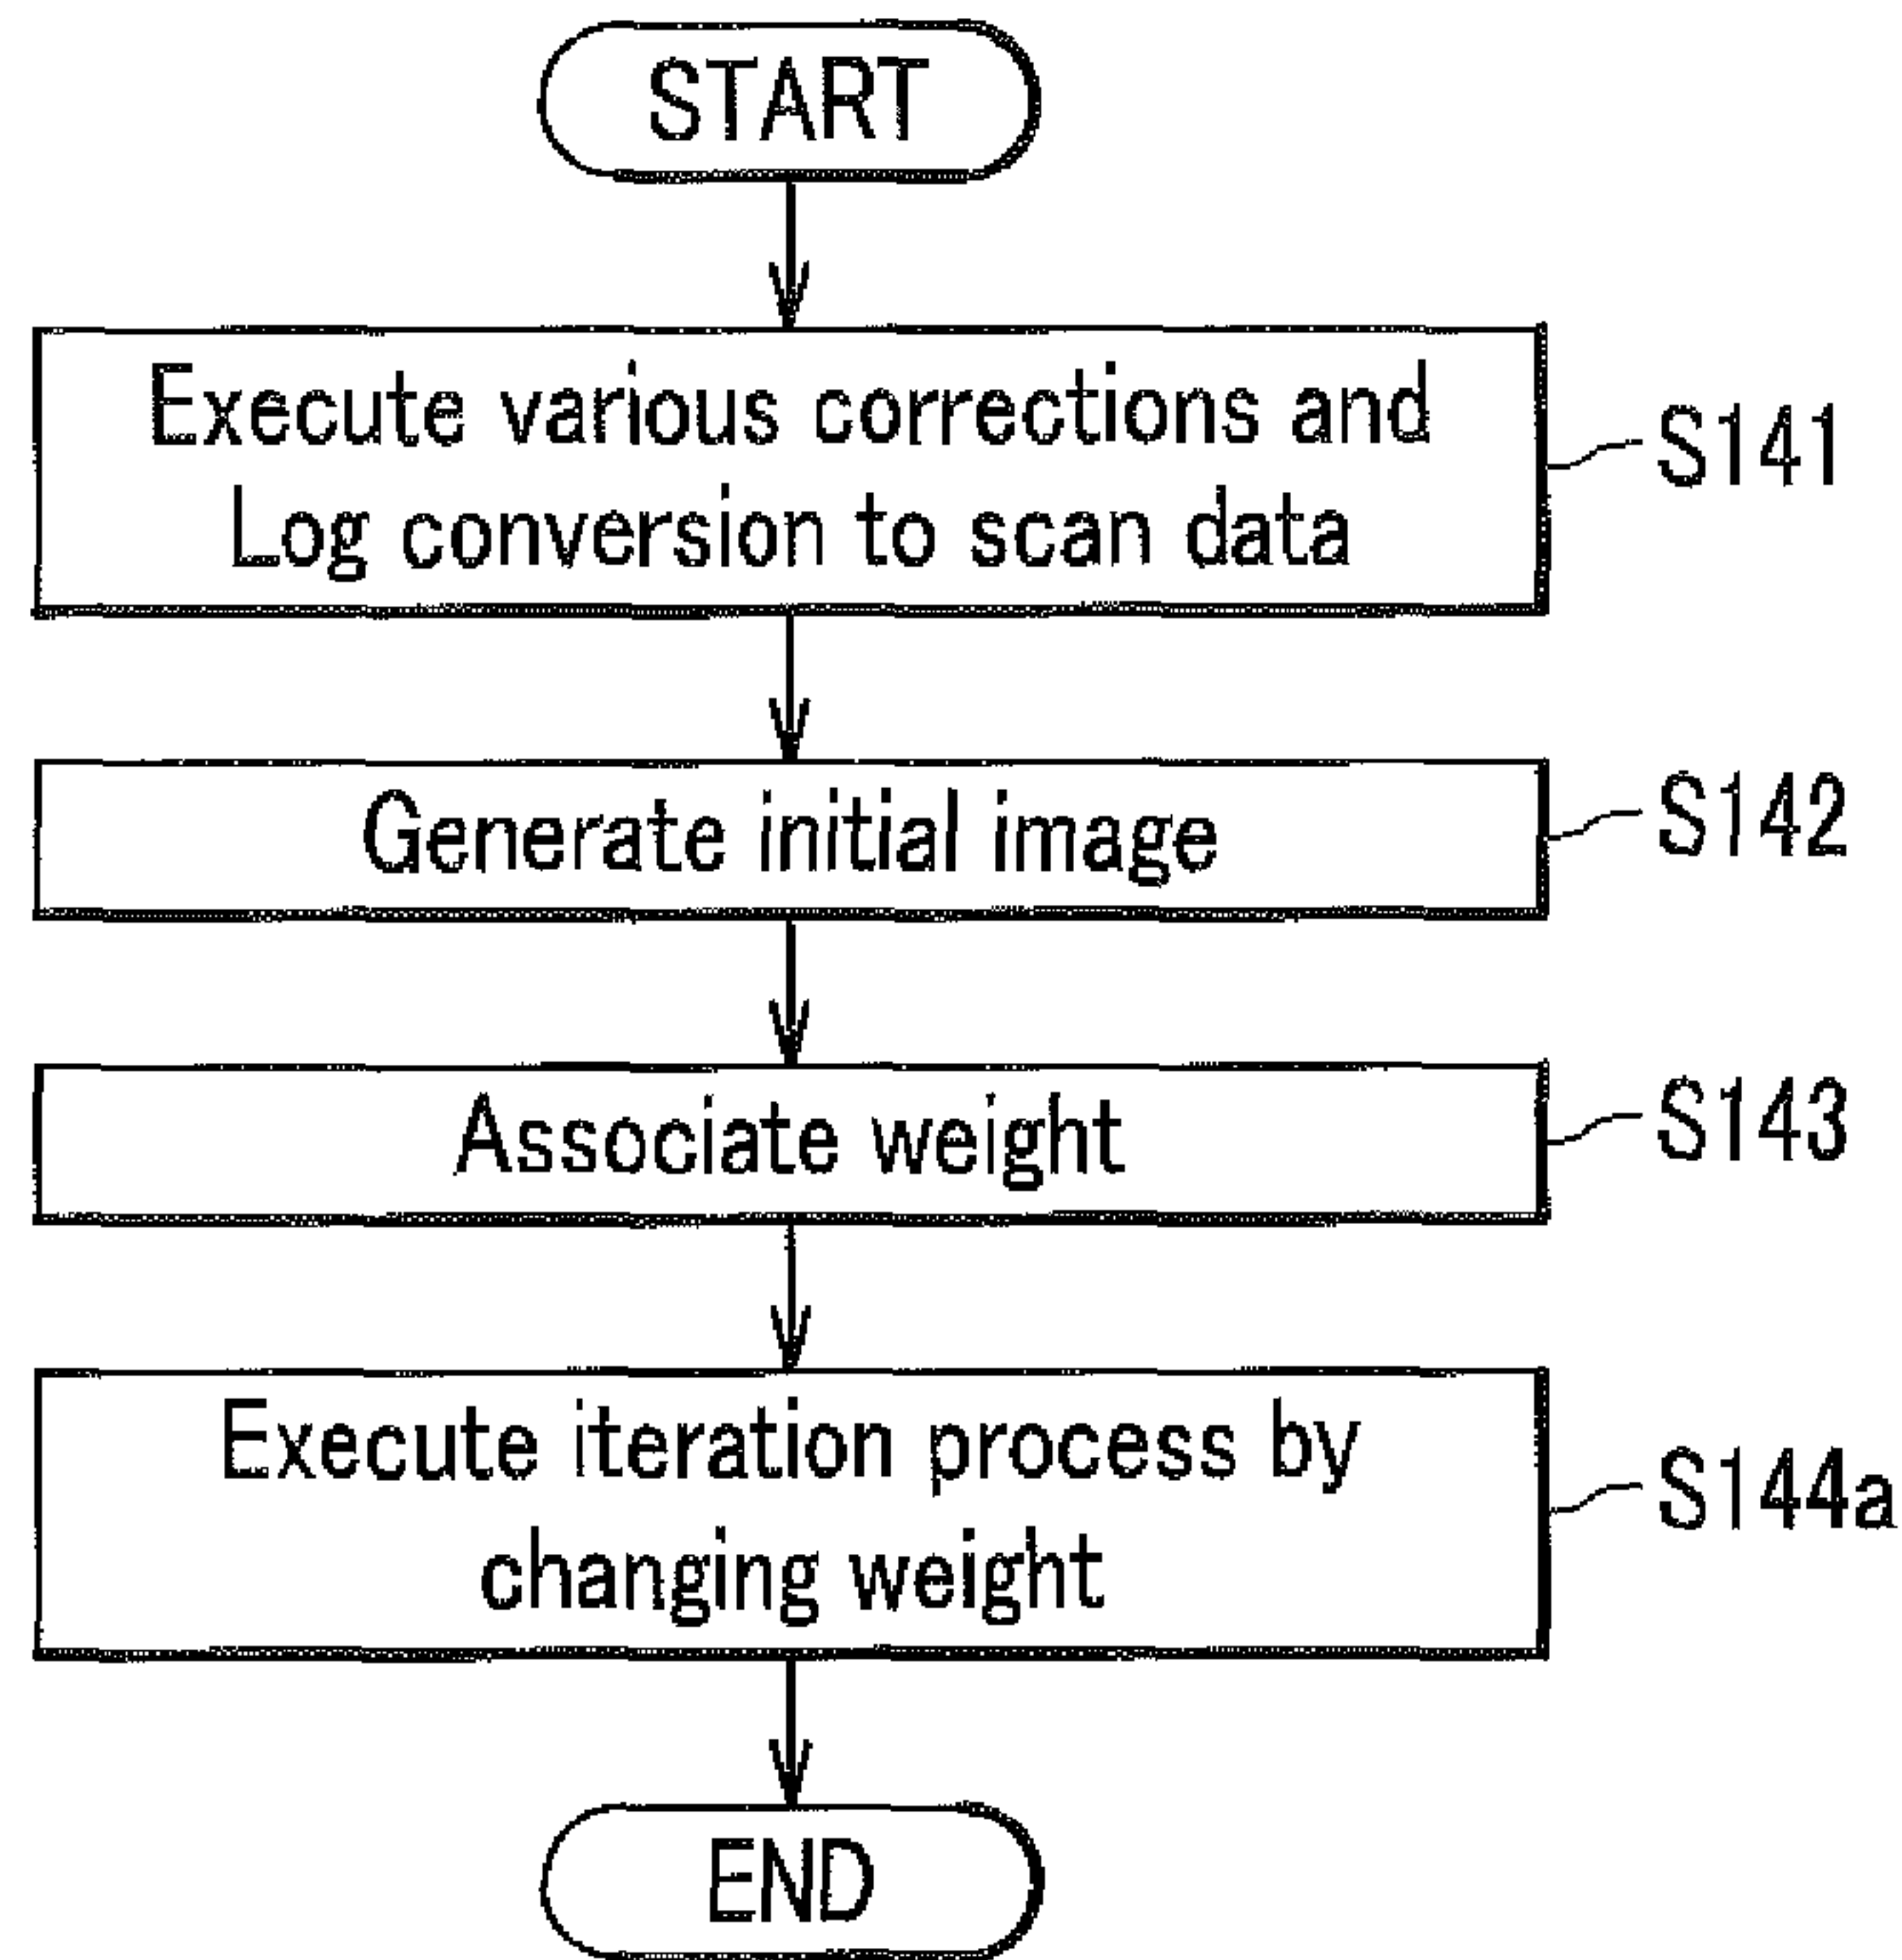 START
Execute various corrections and
Log conversion to scan data
S141
Generate initial image
S142
Associate weight
S143
Execute iteration process by
changing weight
S144a
END